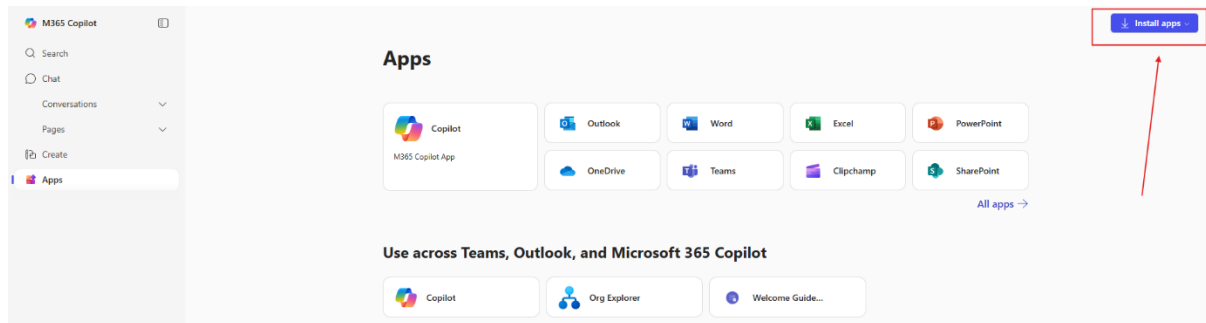 M365 Copilot
Search
Chat
Conversations
Pages
Create
Apps
Install apps
Apps
Copilot
M365 Copilot App
Outlook
Word
Excel
PowerPoint
OneDrive
Teams
Clipchamp
SharePoint
All apps →
Use across Teams, Outlook, and Microsoft 365 Copilot
Copilot
Org Explorer
Welcome Guide...